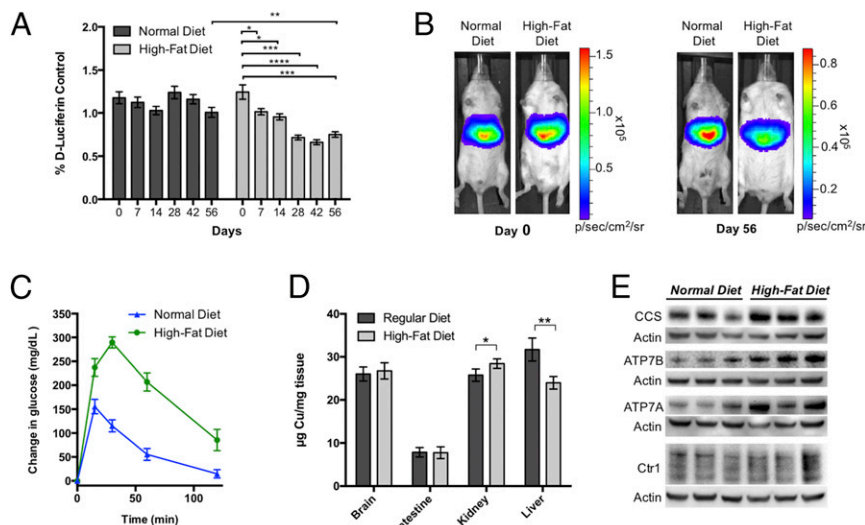 A
Normal Diet
High-Fat Diet
**
*
*
***
****
***
% D-Luciferin Control
2.0
1.5
1.0
0.5
0.0
0 7 14 28 42 56 0 7 14 28 42 56
Days
B
Normal Diet
High-Fat Diet
1.5
1.0
0.5
x10⁵
Day 0
p/sec/cm²/sr
Normal Diet
High-Fat Diet
0.8
0.6
0.4
0.2
Day 56
p/sec/cm²/sr
C
Normal Diet
High-Fat Diet
Change in glucose (mg/dL)
350
300
250
200
150
100
50
0
0 50 100
Time (min)
D
Regular Diet
High-Fat Diet
*
**
µg Cu/mg tissue
40
30
20
10
0
Brain
Kidney
Liver
E
Normal Diet High-Fat Diet
CCS
Actin
ATP7B
Actin
ATP7A
Actin
Ctr1
Actin